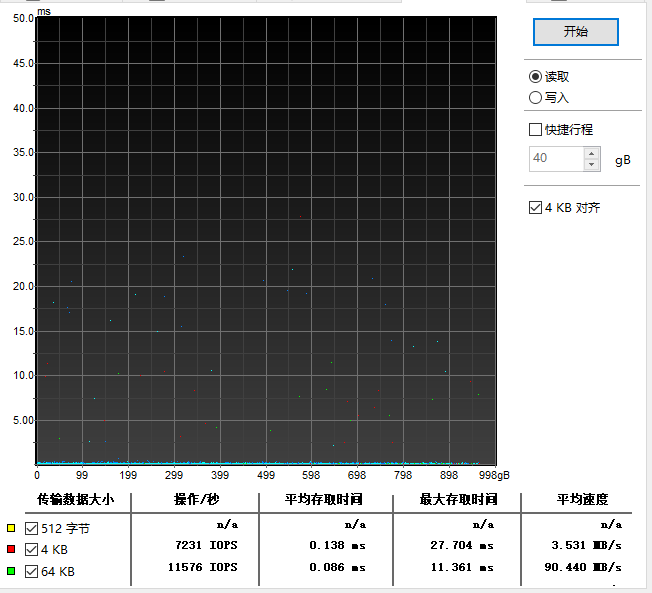 ms
50.0
45.0
40.0
35.0
30.0
25.0
20.0
15.0
10.0
5.00
0 99 199 299 399 499 599 698 798 898 998gB
开始
读取
写入
快捷行程
40 gB
4 KB 对齐
传输数据大小 操作/秒 平均存取时间 最大存取时间 平均速度
512 字节 n/a n/a n/a n/a
4 KB 7231 IOPS 0.138 ms 27.704 ms 3.531 MB/s
64 KB 11576 IOPS 0.086 ms 11.361 ms 90.440 MB/s